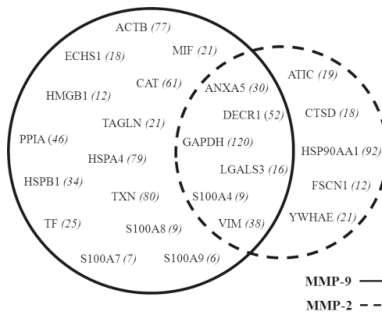 ACTB (77)
ECHS1 (18)
MIF (21)
HMGB1 (12)
CAT (61)
ANXA5 (30)
ATIC (19)
TAGLN (21)
DECR1 (52)
CTSD (18)
PPIA (46)
GAPDH (120)
HSP90AA1 (92)
HSPA4 (79)
LGALS3 (16)
HSPB1 (34)
TXN (80)
S100A4 (9)
FSCN1 (12)
TF (25)
S100A8 (9)
VIM (38)
YWHAE (21)
S100A7 (7)
S100A9 (6)
MMP-9
MMP-2